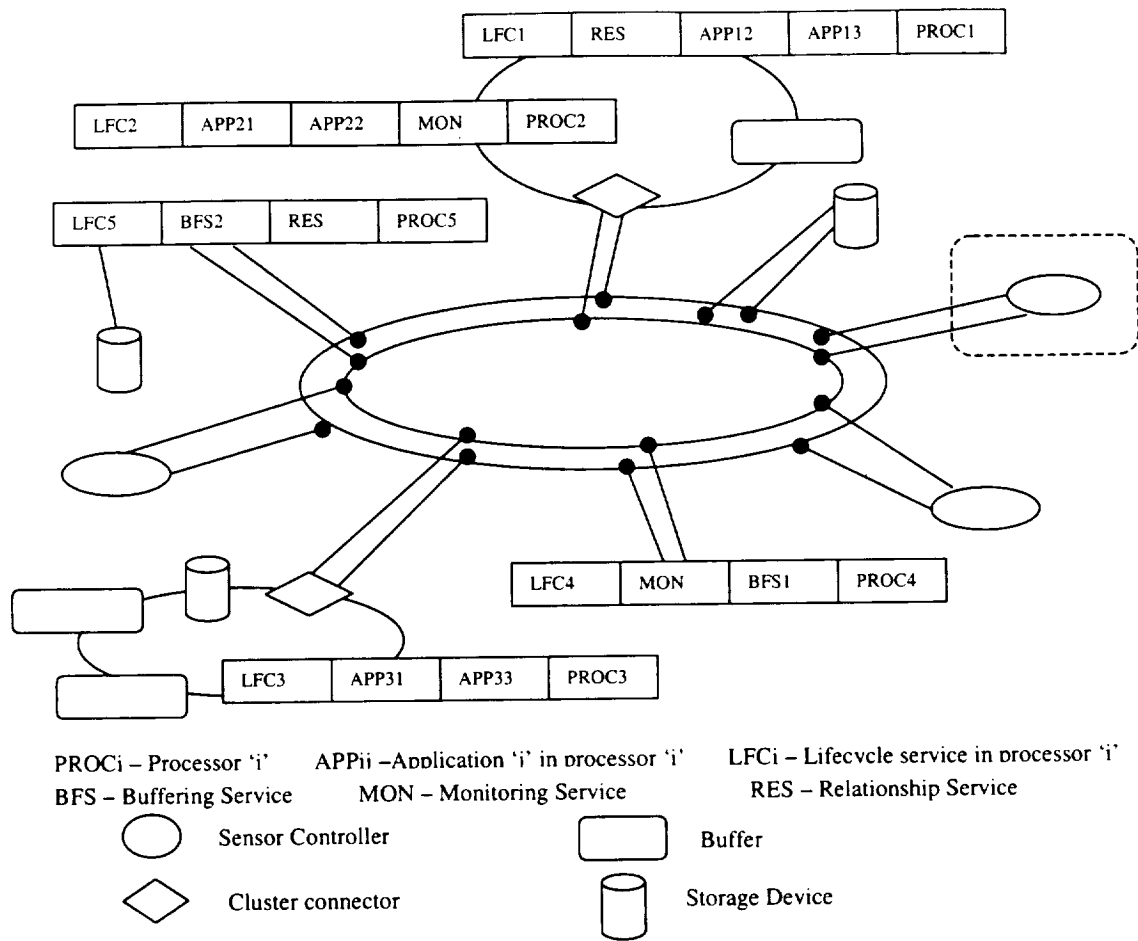 LFC1 RES APP12 APP13 PROC1
LFC2 APP21 APP22 MON PROC2
LFC5 BFS2 RES PROC5
LFC4 MON BFS1 PROC4
LFC3 APP31 APP33 PROC3
PROCi – Processor ‘i’ APPij –Application ‘j’ in processor ‘i’ LFCi – Lifecycle service in processor ‘i’
BFS – Buffering Service MON – Monitoring Service RES – Relationship Service
Sensor Controller Buffer
Cluster connector Storage Device